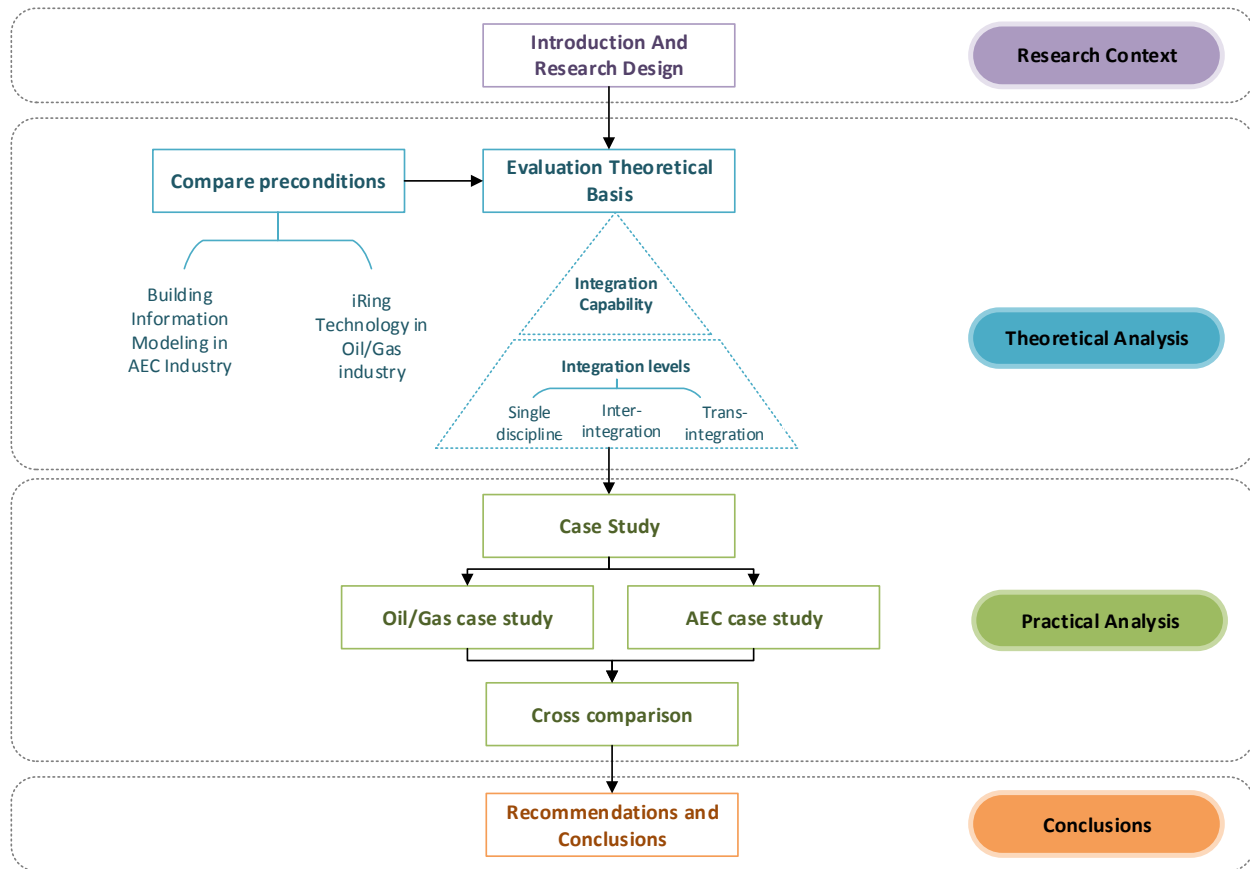 Introduction And
Research Design
Research Context
Compare preconditions
Evaluation Theoretical
Basis
Building
Information
Modeling in
AEC Industry
iRing
Technology in
Oil/Gas
industry
Integration
Capability
Integration levels
Single
discipline
Inter-
integration
Trans-
integration
Theoretical Analysis
Case Study
Oil/Gas case study
AEC case study
Cross comparison
Practical Analysis
Recommendations and
Conclusions
Conclusions